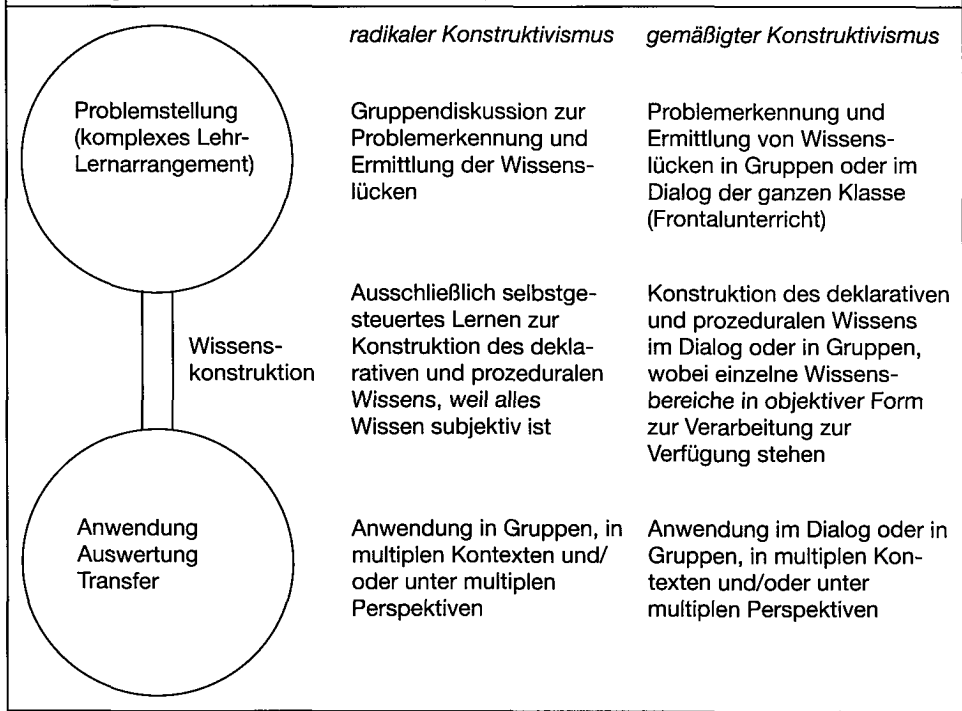 radikaler Konstruktivismus
gemäßigter Konstruktivismus
Problemstellung
(komplexes Lehr-
Lernarrangement)
Gruppendiskussion zur
Problemerkennung und
Ermittlung der Wissens-
lücken
Problemerkennung und
Ermittlung von Wissens-
lücken in Gruppen oder im
Dialog der ganzen Klasse
(Frontalunterricht)
Wissens-
konstruktion
Ausschließlich selbstge-
steuertes Lernen zur
Konstruktion des dekla-
rativen und prozeduralen
Wissens, weil alles
Wissen subjektiv ist
Konstruktion des deklarativen
und prozeduralen Wissens
im Dialog oder in Gruppen,
wobei einzelne Wissens-
bereiche in objektiver Form
zur Verarbeitung zur
Verfügung stehen
Anwendung
Auswertung
Transfer
Anwendung in Gruppen, in
multiplen Kontexten und/
oder unter multiplen
Perspektiven
Anwendung im Dialog oder in
Gruppen, in multiplen Kon-
texten und/oder unter
multiplen Perspektiven